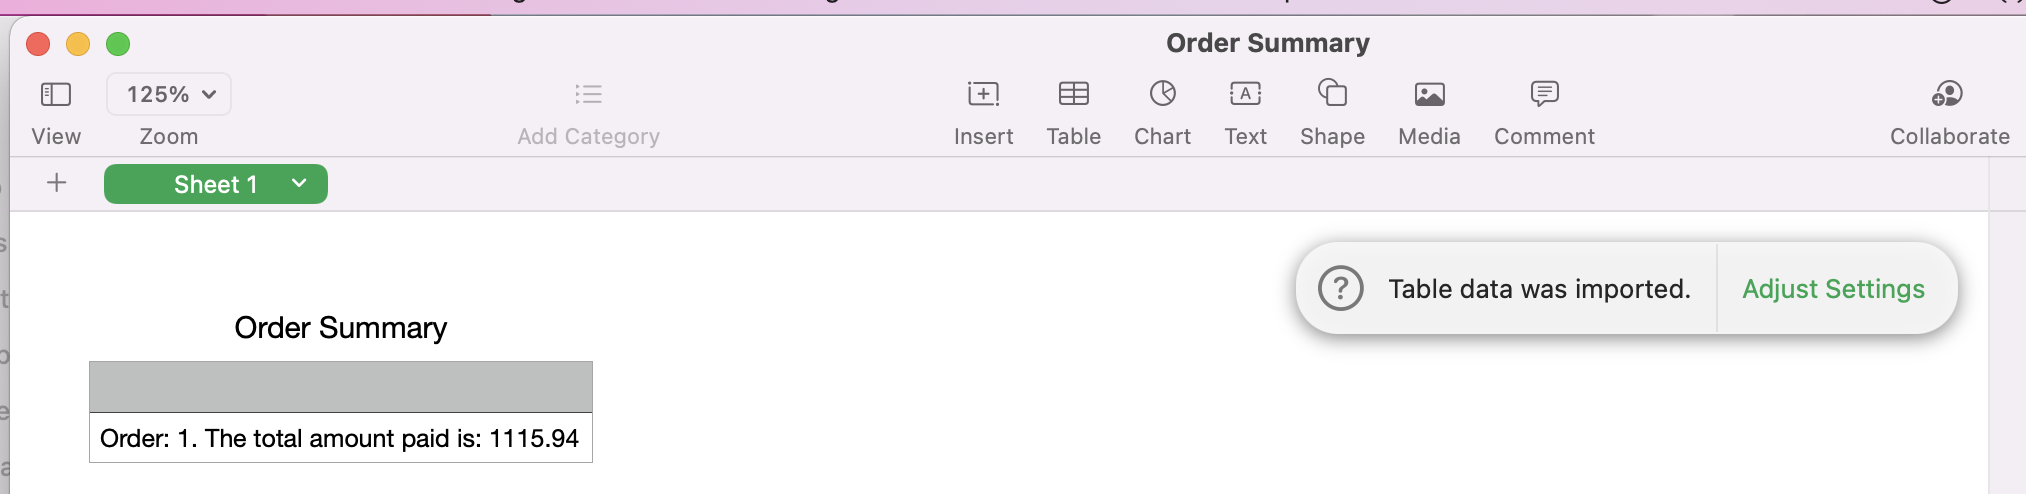 Order Summary
125%
View
Zoom
Add Category
Insert
Table
Chart
Text
Shape
Media
Comment
Collaborate
Sheet 1
Table data was imported.
Adjust Settings
Order Summary
Order: 1. The total amount paid is: 1115.94